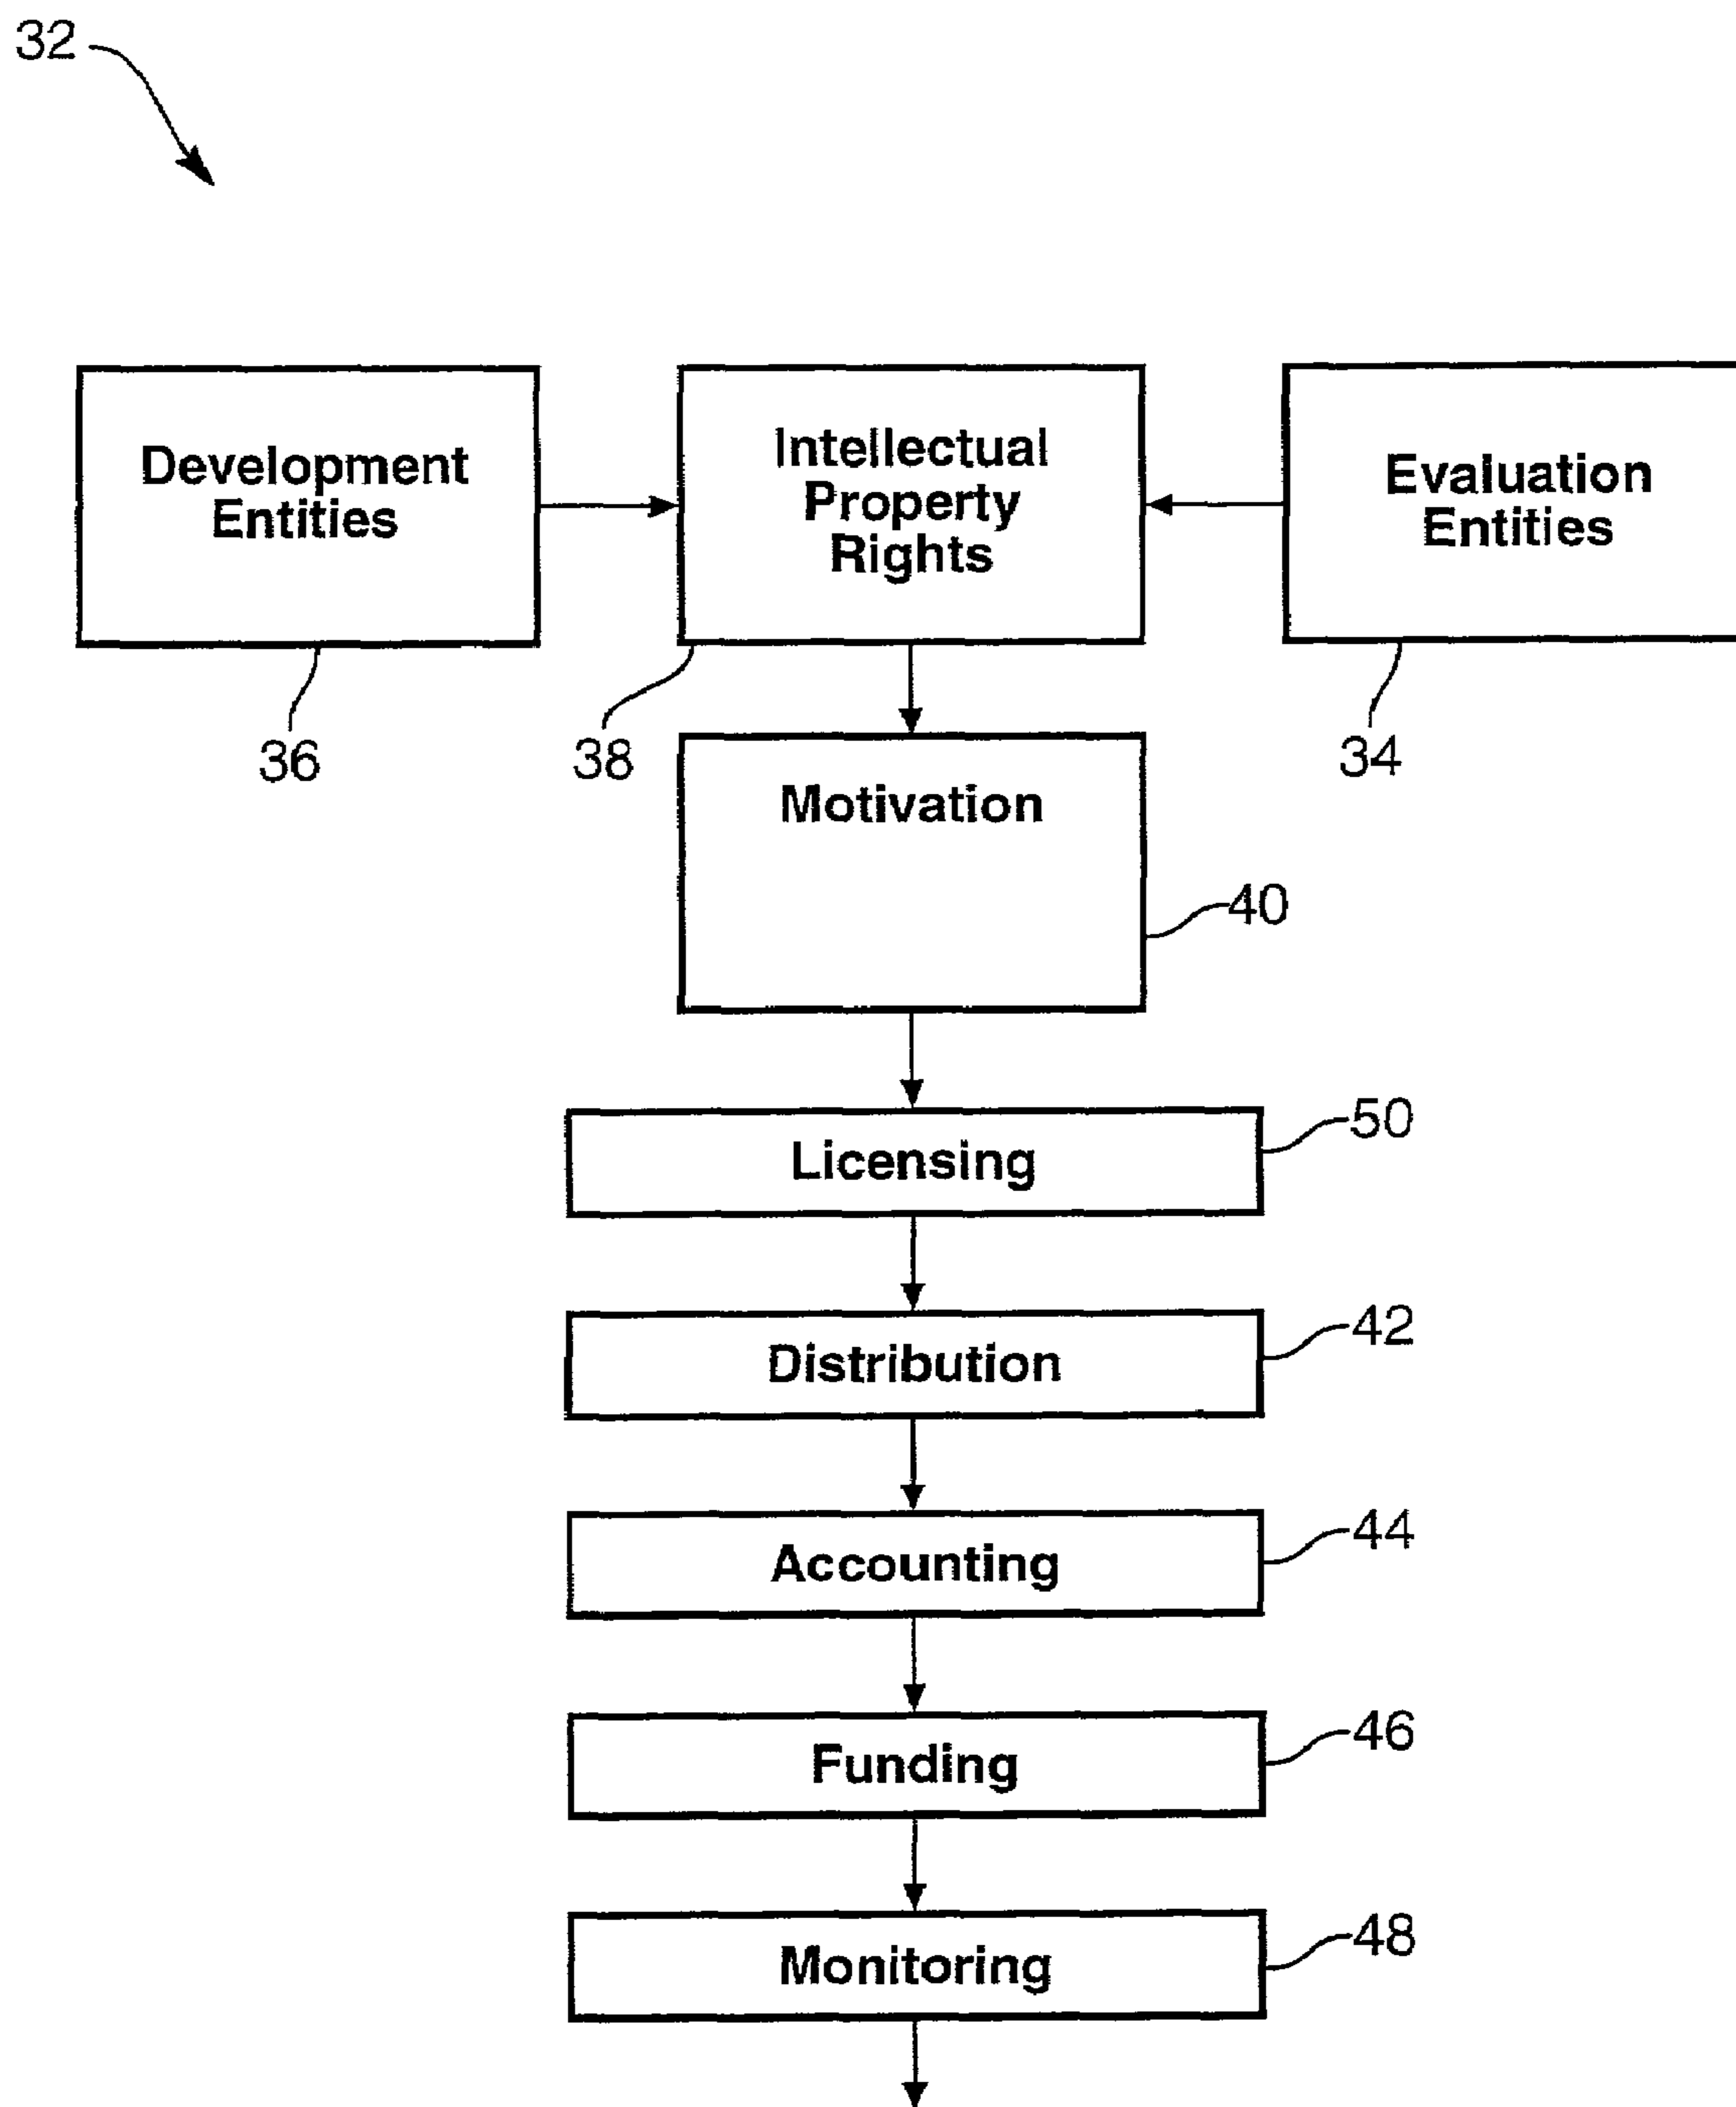 32
Development
Entities
Intellectual
Property
Rights
Evaluation
Entities
36
38
34
Motivation
40
Licensing
50
Distribution
42
Accounting
44
Funding
46
Monitoring
48